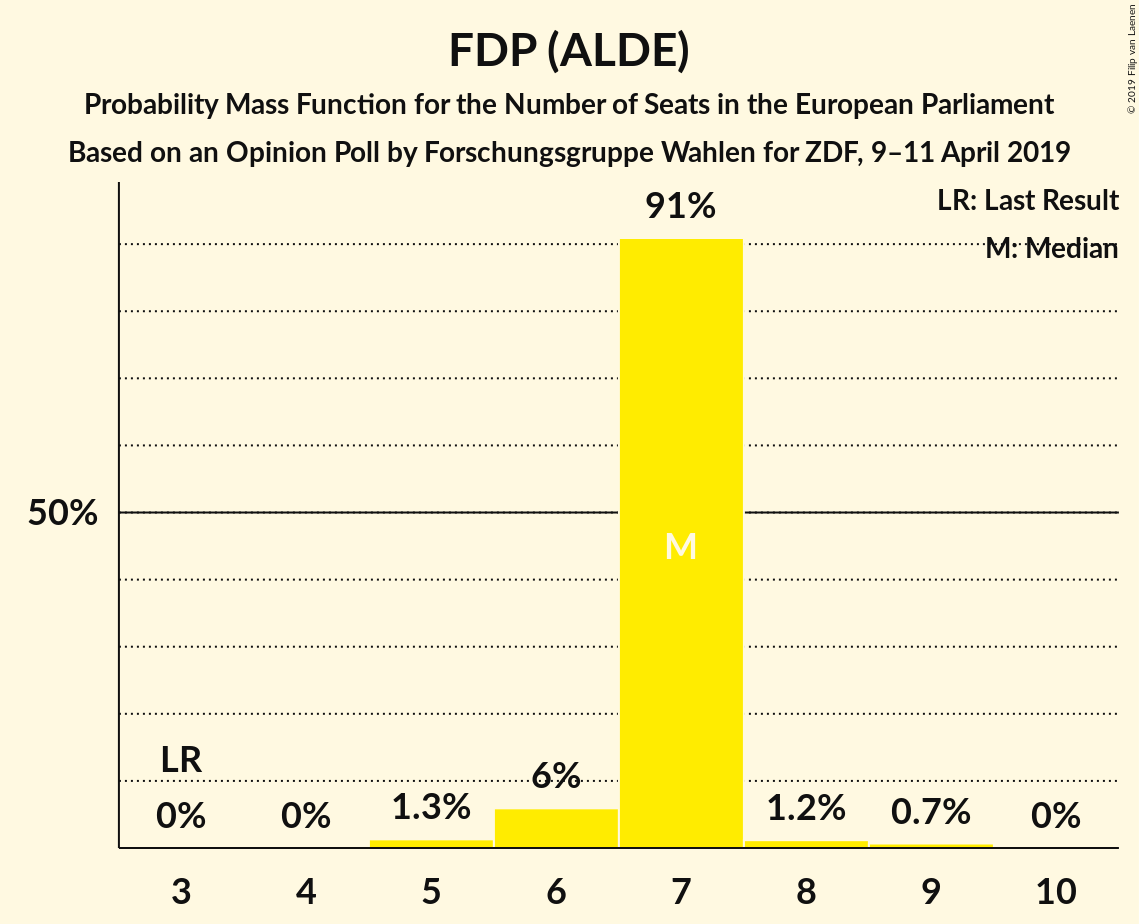 FDP (ALDE)
Probability Mass Function for the Number of Seats in the European Parliament
Based on an Opinion Poll by Forschungsgruppe Wahlen for ZDF, 9–11 April 2019
© 2019 Filip van Laenen
LR: Last Result
M: Median
91%
50%
M
LR
0% 0% 1.3% 6% 1.2% 0.7% 0%
3 4 5 6 7 8 9 10